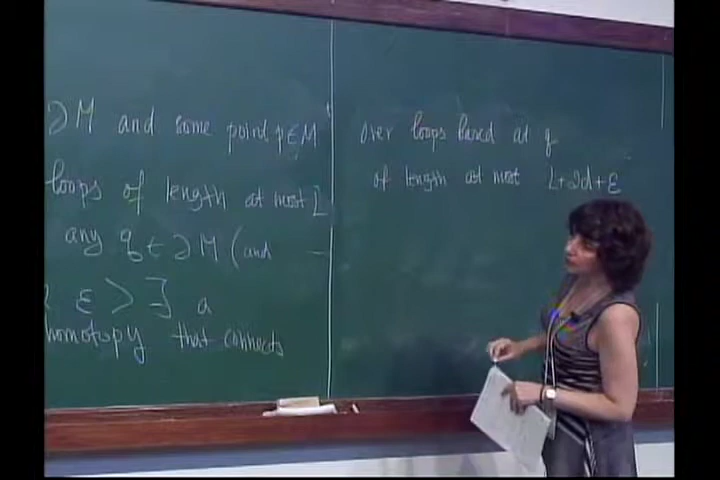 ∂M and some point p∈M
loops of length at most L
any q ∈ ∂M (and
ε > ∃ a
homotopy that connects
over loops based at q
of length at most L+2d+ε